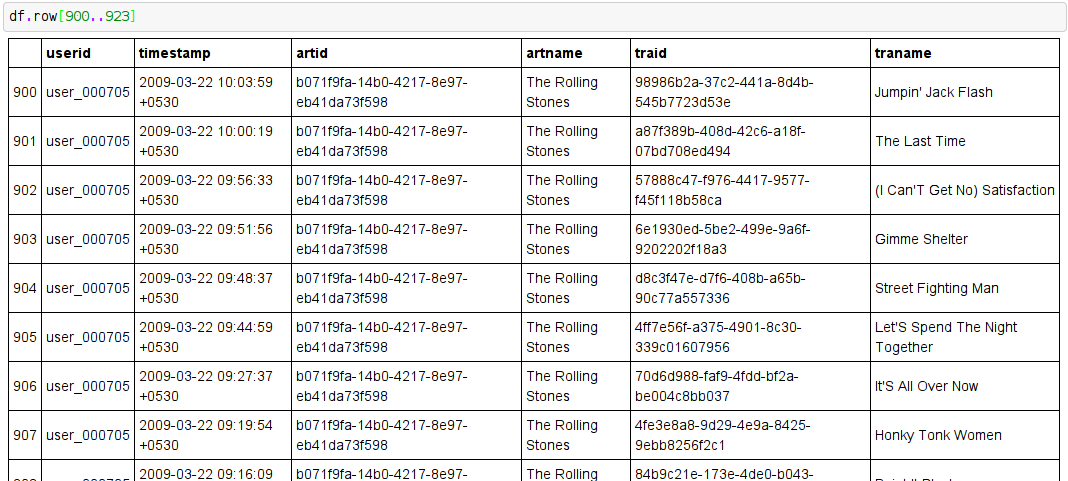 df.row[900..923]
userid timestamp artid artname traid traname
900 user_000705 2009-03-22 10:03:59 +0530 b071f9fa-14b0-4217-8e97-eb41da73f598 The Rolling Stones 98986b2a-37c2-441a-8d4b-545b7723d53e Jumpin' Jack Flash
901 user_000705 2009-03-22 10:00:19 +0530 b071f9fa-14b0-4217-8e97-eb41da73f598 The Rolling Stones a87f389b-408d-42c6-a18f-07bd708ed494 The Last Time
902 user_000705 2009-03-22 09:56:33 +0530 b071f9fa-14b0-4217-8e97-eb41da73f598 The Rolling Stones 57888c47-f976-4417-9577-f45f118b58ca (I Can'T Get No) Satisfaction
903 user_000705 2009-03-22 09:51:56 +0530 b071f9fa-14b0-4217-8e97-eb41da73f598 The Rolling Stones 6e1930ed-5be2-499e-9a6f-9202202f18a3 Gimme Shelter
904 user_000705 2009-03-22 09:48:37 +0530 b071f9fa-14b0-4217-8e97-eb41da73f598 The Rolling Stones d8c3f47e-d7f6-408b-a65b-90c77a557336 Street Fighting Man
905 user_000705 2009-03-22 09:44:59 +0530 b071f9fa-14b0-4217-8e97-eb41da73f598 The Rolling Stones 4ff7e56f-a375-4901-8c30-339c01607956 Let'S Spend The Night Together
906 user_000705 2009-03-22 09:27:37 +0530 b071f9fa-14b0-4217-8e97-eb41da73f598 The Rolling Stones 70d6d988-faf9-4fdd-bf2a-be004c8bb037 It'S All Over Now
907 user_000705 2009-03-22 09:19:54 +0530 b071f9fa-14b0-4217-8e97-eb41da73f598 The Rolling Stones 4fe3e8a8-9d29-4e9a-8425-9ebb8256f2c1 Honky Tonk Women
2009-03-22 09:16:09 b071f9fa-14b0-4217-8e97- The Rolling 84b9c21e-173e-4de0-b043-